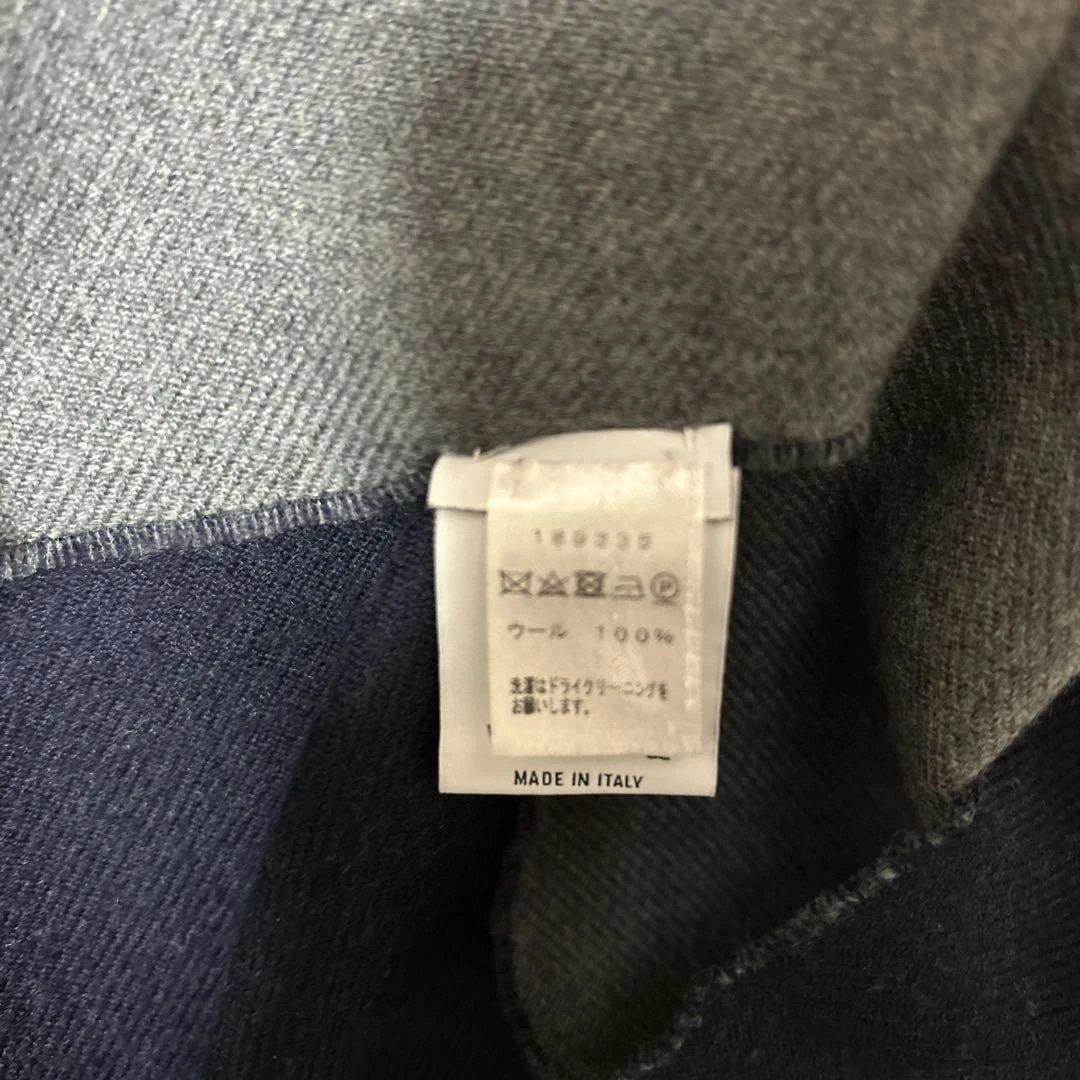 189235
ウール 100%
洗濯はドライクリーニングを
お願いします。
MADE IN ITALY